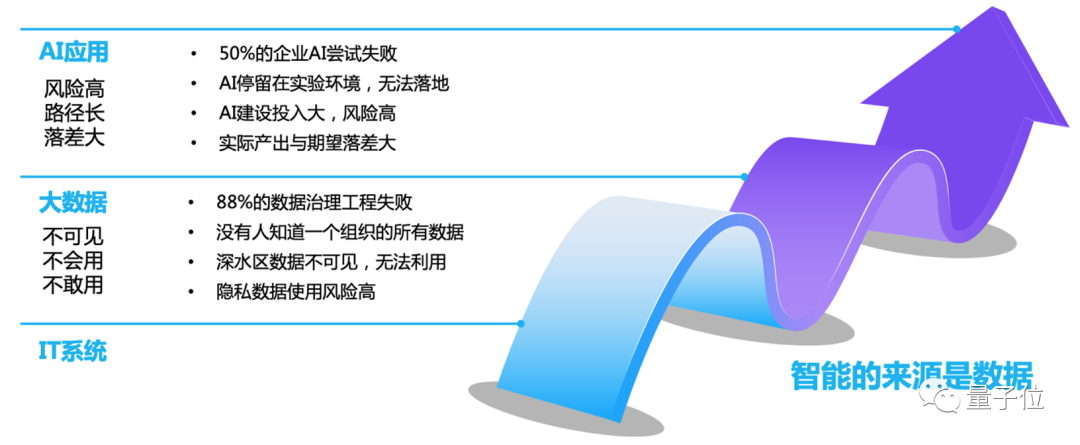 AI应用
风险高
路径长
落差大
• 50%的企业AI尝试失败
• AI停留在实验环境，无法落地
• AI建设投入大，风险高
• 实际产出与期望落差大
大数据
不可见
不会用
不敢用
• 88%的数据治理工程失败
• 没有人知道一个组织的所有数据
• 深水区数据不可见，无法利用
• 隐私数据使用风险高
IT系统
智能的来源是数据
量子位